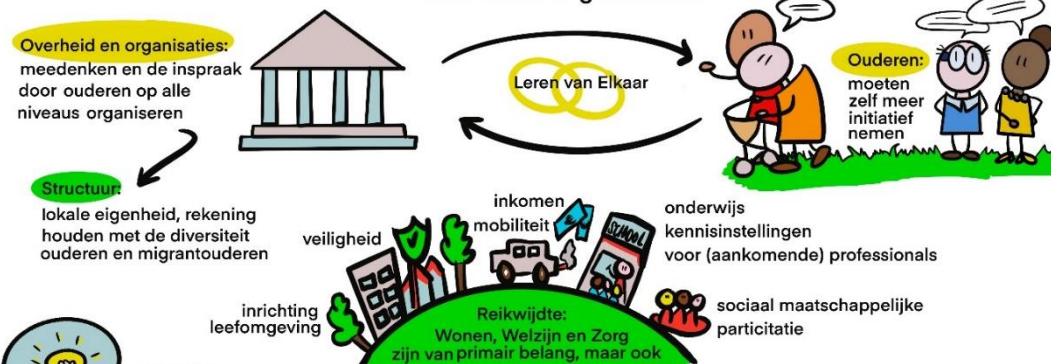 Overheid en organisaties:
meedenken en de inspraak
door ouderen op alle
niveaus organiseren
Leren van Elkaar
Ouderen:
moeten
zelf meer
initiatief
nemen
Structuur:
lokale eigenheid, rekening
houden met de diversiteit
ouderen en migrantouderen
veiligheid
inkomen
mobiliteit
SCHOOL
onderwijs
kennisinstellingen
voor (aankomende) professionals
inrichting
leefomgeving
sociaal maatschappelijke
particitatie
Reikwijdte:
Wonen, Welzijn en Zorg
zijn van primair belang, maar ook